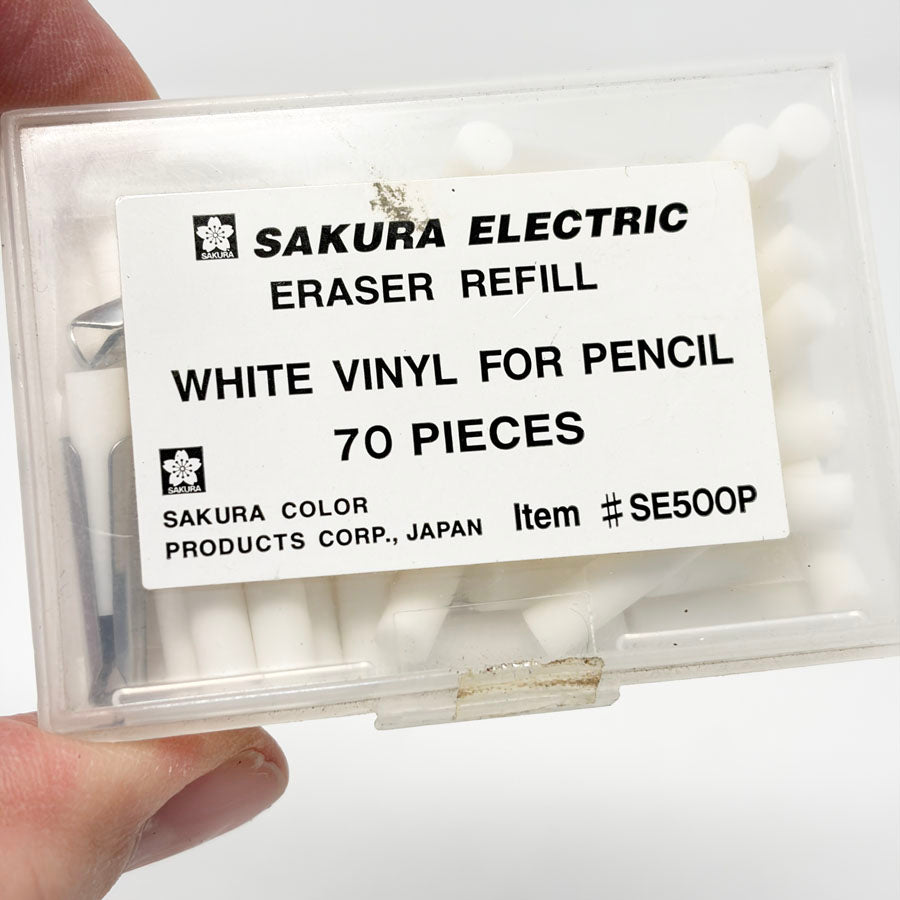 SAKURA
SAKURA ELECTRIC
ERASER REFILL
WHITE VINYL FOR PENCIL
70 PIECES
SAKURA
SAKURA COLOR
PRODUCTS CORP., JAPAN
Item #SE500P